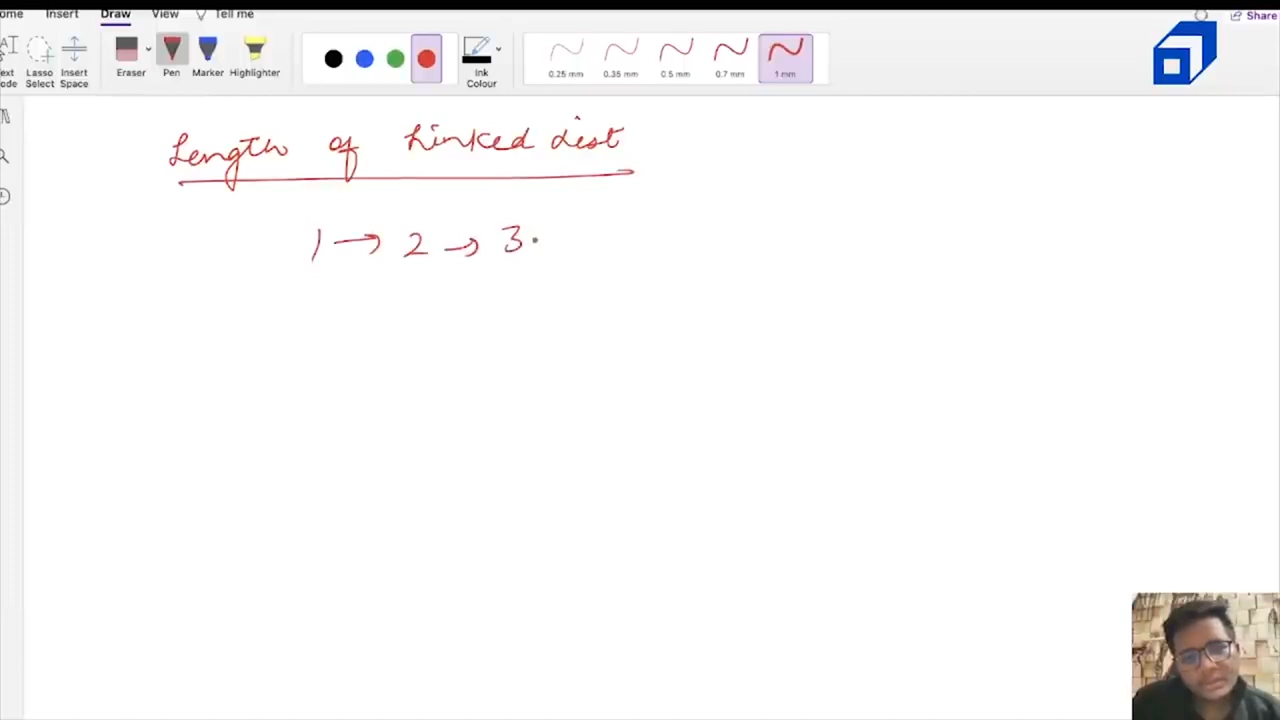 ome Insert Draw View Tell me
Share
Eraser Pen Marker Highlighter
Lasso Select
Insert Space
Ink Colour
0.25 mm 0.35 mm 0.5 mm 0.7 mm 1 mm
ext
ode
Length of Linked List
1 → 2 → 3